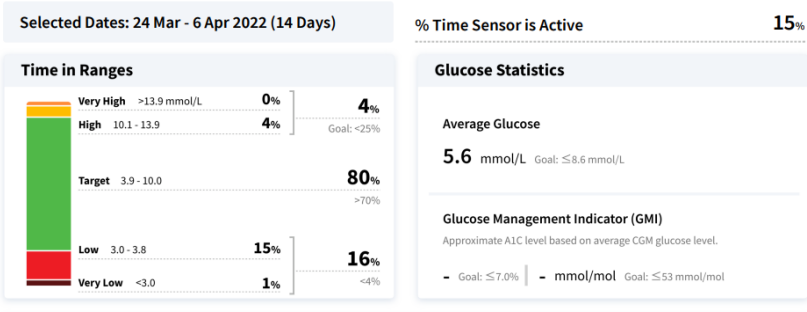 Selected Dates: 24 Mar - 6 Apr 2022 (14 Days)
% Time Sensor is Active 15%
Time in Ranges
Very High >13.9 mmol/L 0%
High 10.1 - 13.9 4%
4%
Goal: <25%
Target 3.9 - 10.0 80%
>70%
Low 3.0 - 3.8 15%
Very Low <3.0 1%
16%
<4%
Glucose Statistics
Average Glucose
5.6 mmol/L Goal: ≤8.6 mmol/L
Glucose Management Indicator (GMI)
Approximate A1C level based on average CGM glucose level.
- Goal: ≤7.0% - mmol/mol Goal: ≤53 mmol/mol